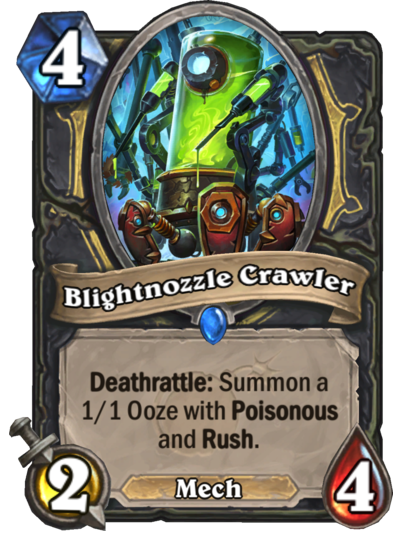 4
Blightnozzle Crawler
Deathrattle: Summon a
1/1 Ooze with Poisonous
and Rush.
2
Mech
4